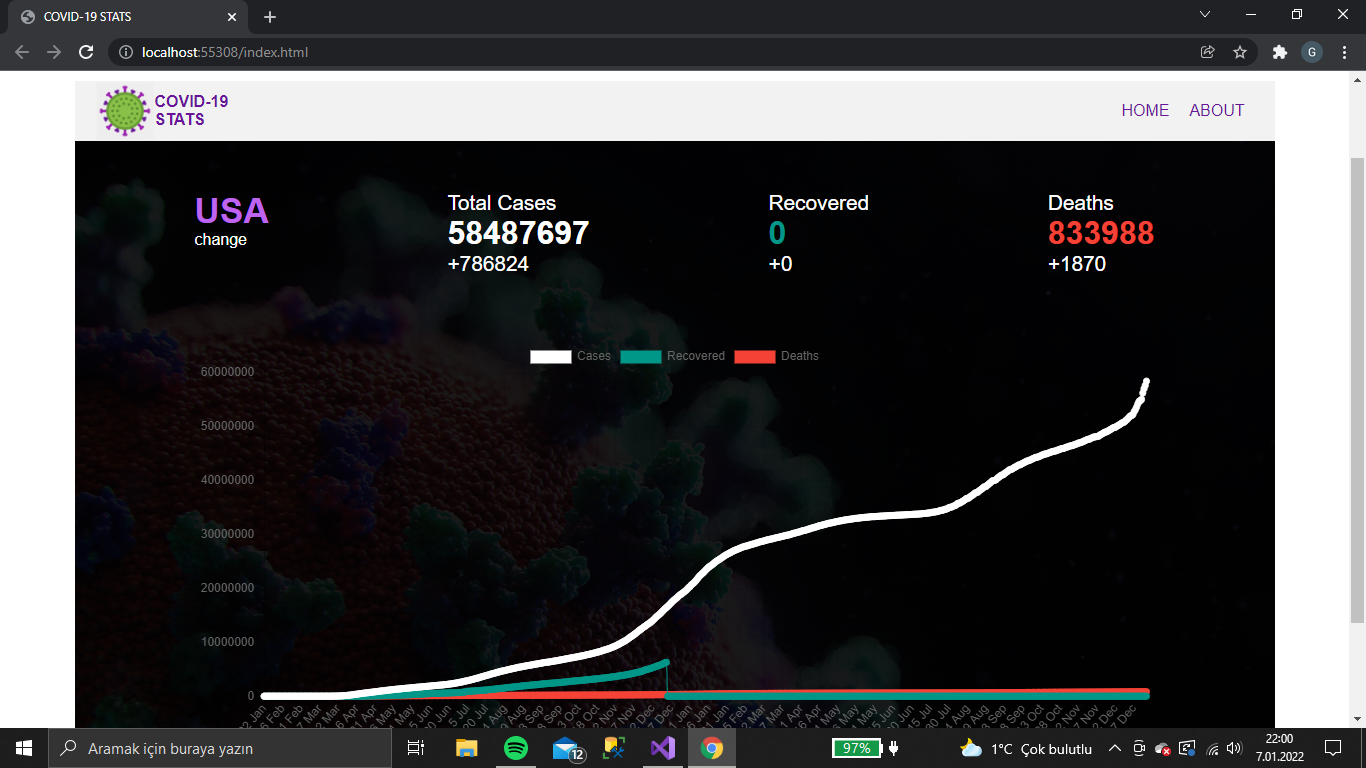 COVID-19 STATS
localhost:55308/index.html
G
COVID-19
STATS
HOME ABOUT
USA
change
Total Cases
58487697
+786824
Recovered
0
+0
Deaths
833988
+1870
Cases Recovered Deaths
60000000
50000000
40000000
30000000
20000000
10000000
0
Aramak için buraya yazın
12
97%
1°C Çok bulutlu
22:00
7.01.2022